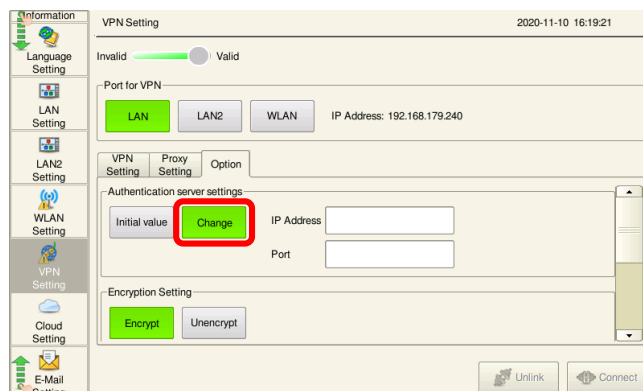 Information
VPN Setting
2020-11-10 16:19:21
Language
Setting
Invalid
Valid
Port for VPN
LAN
LAN2
WLAN
IP Address: 192.168.179.240
LAN
Setting
LAN2
Setting
VPN
Setting
Proxy
Setting
Option
Authentication server settings
Initial value
Change
IP Address
Port
WLAN
Setting
VPN
Setting
Encryption Setting
Encrypt
Unencrypt
Cloud
Setting
E-Mail
Setting
Unlink
Connect